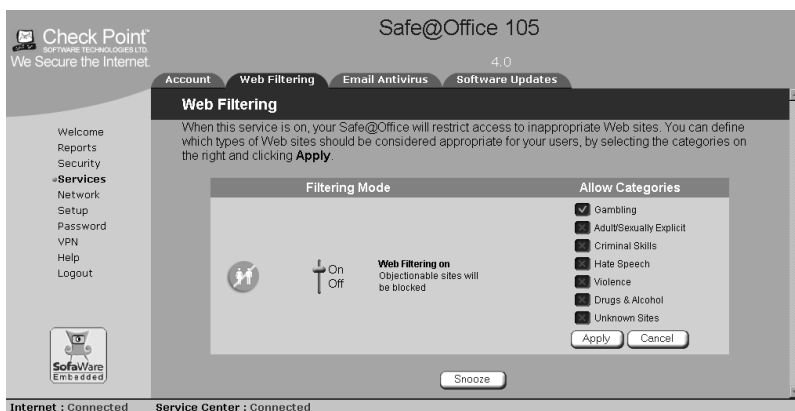 Check Point
SOFTWARE TECHNOLOGIES LTD.
We Secure the Internet.
Safe@Office 105
4.0
Account
Web Filtering
Email Antivirus
Software Updates
Web Filtering
When this service is on, your Safe@Office will restrict access to inappropriate Web sites. You can define
which types of Web sites should be considered appropriate for your users, by selecting the categories on
the right and clicking Apply.
Welcome
Reports
Security
Services
Network
Setup
Password
VPN
Help
Logout
Filtering Mode
Allow Categories
On
Off
Web Filtering on
Objectionable sites will
be blocked
Gambling
Adult/Sexually Explicit
Criminal Skills
Hate Speech
Violence
Drugs & Alcohol
Unknown Sites
Apply
Cancel
Snooze
SofaWare
Embedded
Internet : Connected
Service Center : Connected